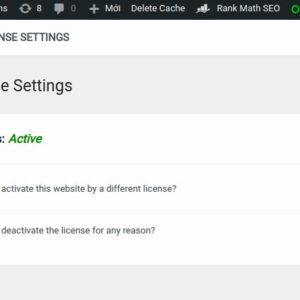 ns 8 0 + Mới Delete Cache Rank Math SEO
NSE SETTINGS
e Settings
s: Active
activate this website by a different license?
deactivate the license for any reason?